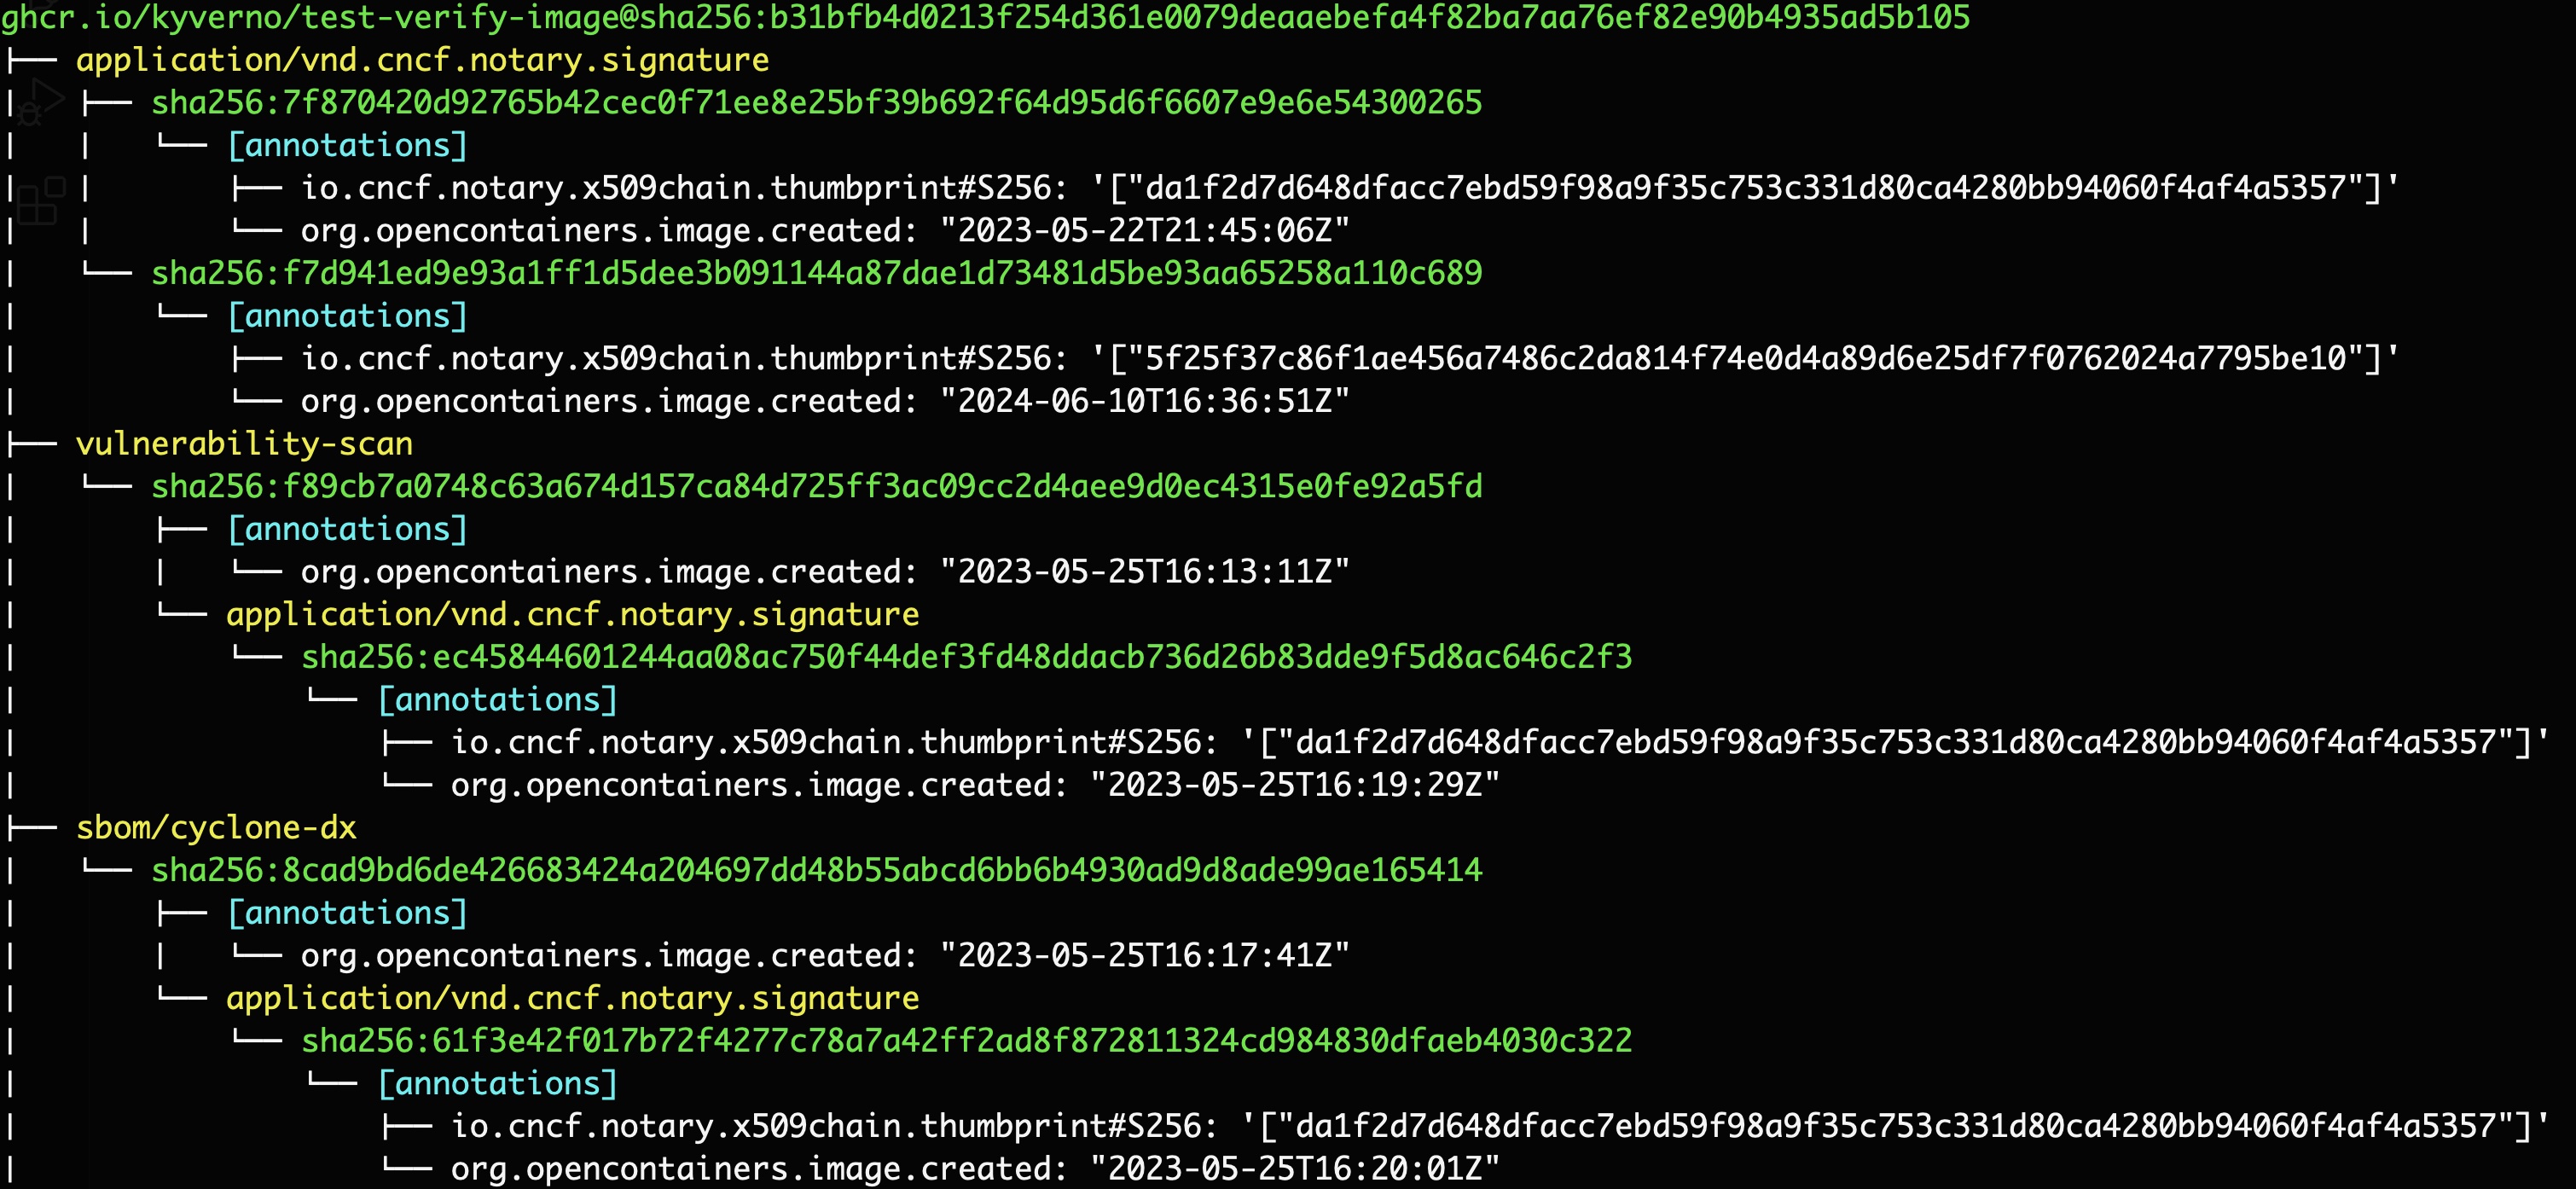 ghcr.io/kyverno/test-verify-image@sha256:b31bfb4d0213f254d361e0079deaaebefa4f82ba7aa76ef82e90b4935ad5b105
├── application/vnd.cncf.notary.signature
│   ├── sha256:7f870420d92765b42cec0f71ee8e25bf39b692f64d95d6f6607e9e6e54300265
│   │   └── [annotations]
│   │       ├── io.cncf.notary.x509chain.thumbprint#S256: '["da1f2d7d648dfacc7ebd59f98a9f35c753c331d80ca4280bb94060f4af4a5357"]'
│   │       └── org.opencontainers.image.created: "2023-05-22T21:45:06Z"
│   └── sha256:f7d941ed9e93a1ff1d5dee3b091144a87dae1d73481d5be93aa65258a110c689
│       └── [annotations]
│           ├── io.cncf.notary.x509chain.thumbprint#S256: '["5f25f37c86f1ae456a7486c2da814f74e0d4a89d6e25df7f0762024a7795be10"]'
│           └── org.opencontainers.image.created: "2024-06-10T16:36:51Z"
├── vulnerability-scan
│   └── sha256:f89cb7a0748c63a674d157ca84d725ff3ac09cc2d4aee9d0ec4315e0fe92a5fd
│       ├── [annotations]
│       │   └── org.opencontainers.image.created: "2023-05-25T16:13:11Z"
│       └── application/vnd.cncf.notary.signature
│           └── sha256:ec45844601244aa08ac750f44def3fd48ddacb736d26b83dde9f5d8ac646c2f3
│               └── [annotations]
│                   ├── io.cncf.notary.x509chain.thumbprint#S256: '["da1f2d7d648dfacc7ebd59f98a9f35c753c331d80ca4280bb94060f4af4a5357"]'
│                   └── org.opencontainers.image.created: "2023-05-25T16:19:29Z"
├── sbom/cyclone-dx
│   └── sha256:8cad9bd6de426683424a204697dd48b55abcd6bb6b4930ad9d8ade99ae165414
│       ├── [annotations]
│       │   └── org.opencontainers.image.created: "2023-05-25T16:17:41Z"
│       └── application/vnd.cncf.notary.signature
│           └── sha256:61f3e42f017b72f4277c78a7a42ff2ad8f872811324cd984830dfaeb4030c322
│               └── [annotations]
│                   ├── io.cncf.notary.x509chain.thumbprint#S256: '["da1f2d7d648dfacc7ebd59f98a9f35c753c331d80ca4280bb94060f4af4a5357"]'
│                   └── org.opencontainers.image.created: "2023-05-25T16:20:01Z"